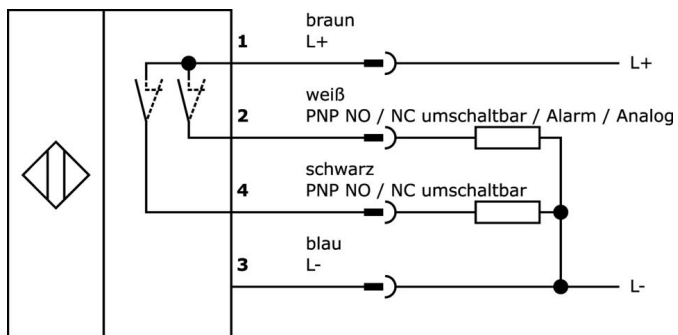 braun
1 L+ L+
weiß
2 PNP NO / NC umschaltbar / Alarm / Analog
schwarz
4 PNP NO / NC umschaltbar
blau
3 L- L-